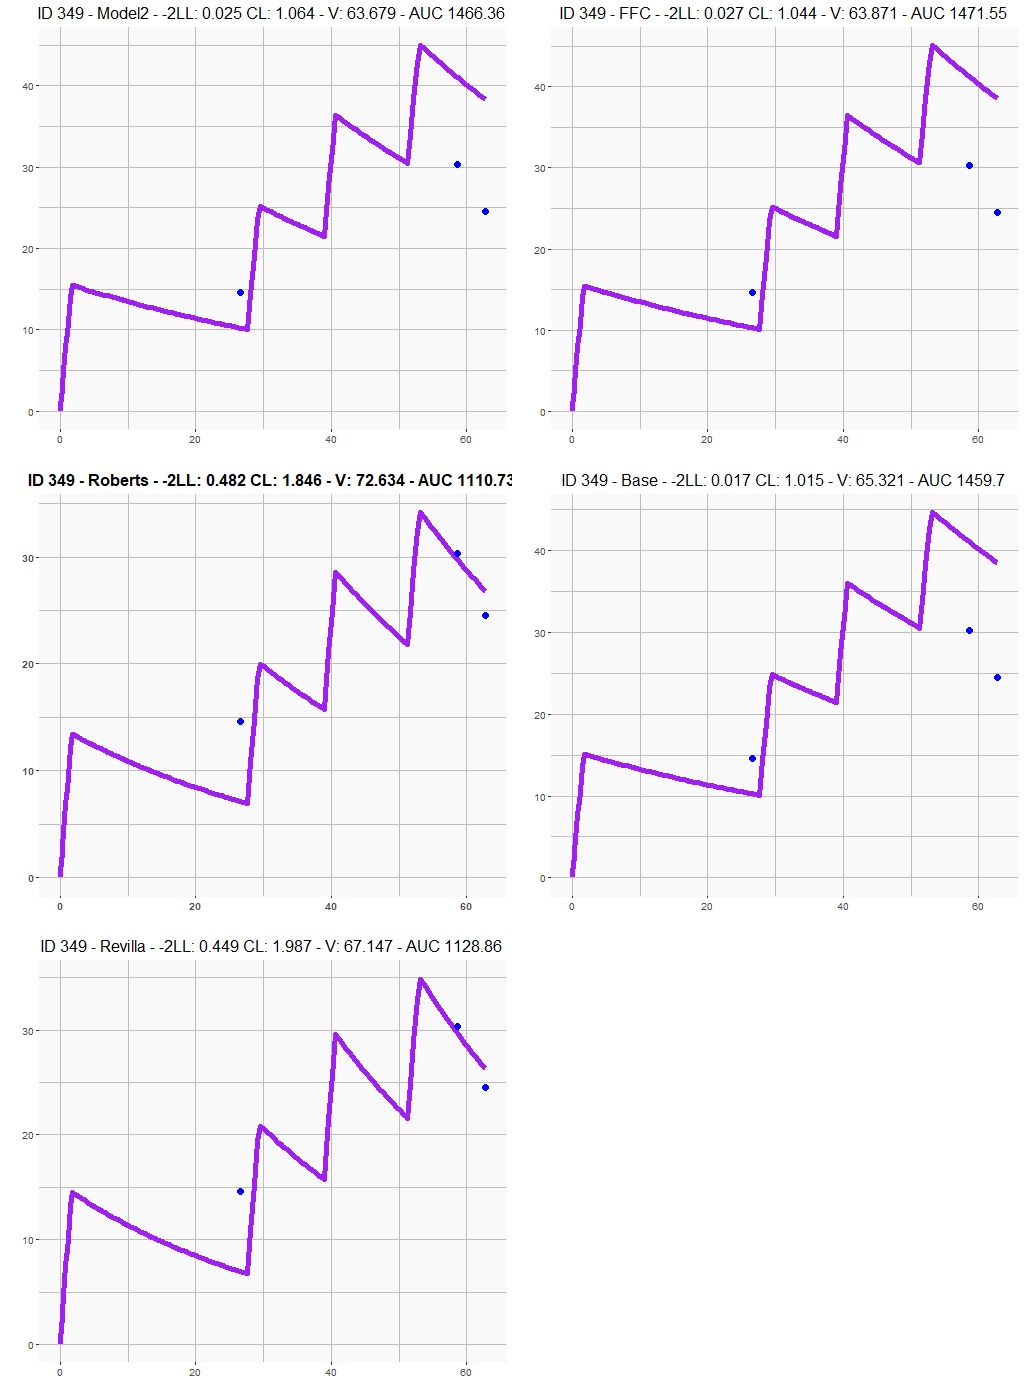 ID 349 - Model2 - -2LL: 0.025 CL: 1.064 - V: 63.679 - AUC 1466.36
40
30
20
10
0
0 20 40 60
ID 349 - FFC - -2LL: 0.027 CL: 1.044 - V: 63.871 - AUC 1471.55
40
30
20
10
0
0 20 40 60
ID 349 - Roberts - -2LL: 0.482 CL: 1.846 - V: 72.634 - AUC 1110.73
30
20
10
0
0 20 40 60
ID 349 - Base - -2LL: 0.017 CL: 1.015 - V: 65.321 - AUC 1459.7
40
30
20
10
0
0 20 40 60
ID 349 - Revilla - -2LL: 0.449 CL: 1.987 - V: 67.147 - AUC 1128.86
30
20
10
0
0 20 40 60